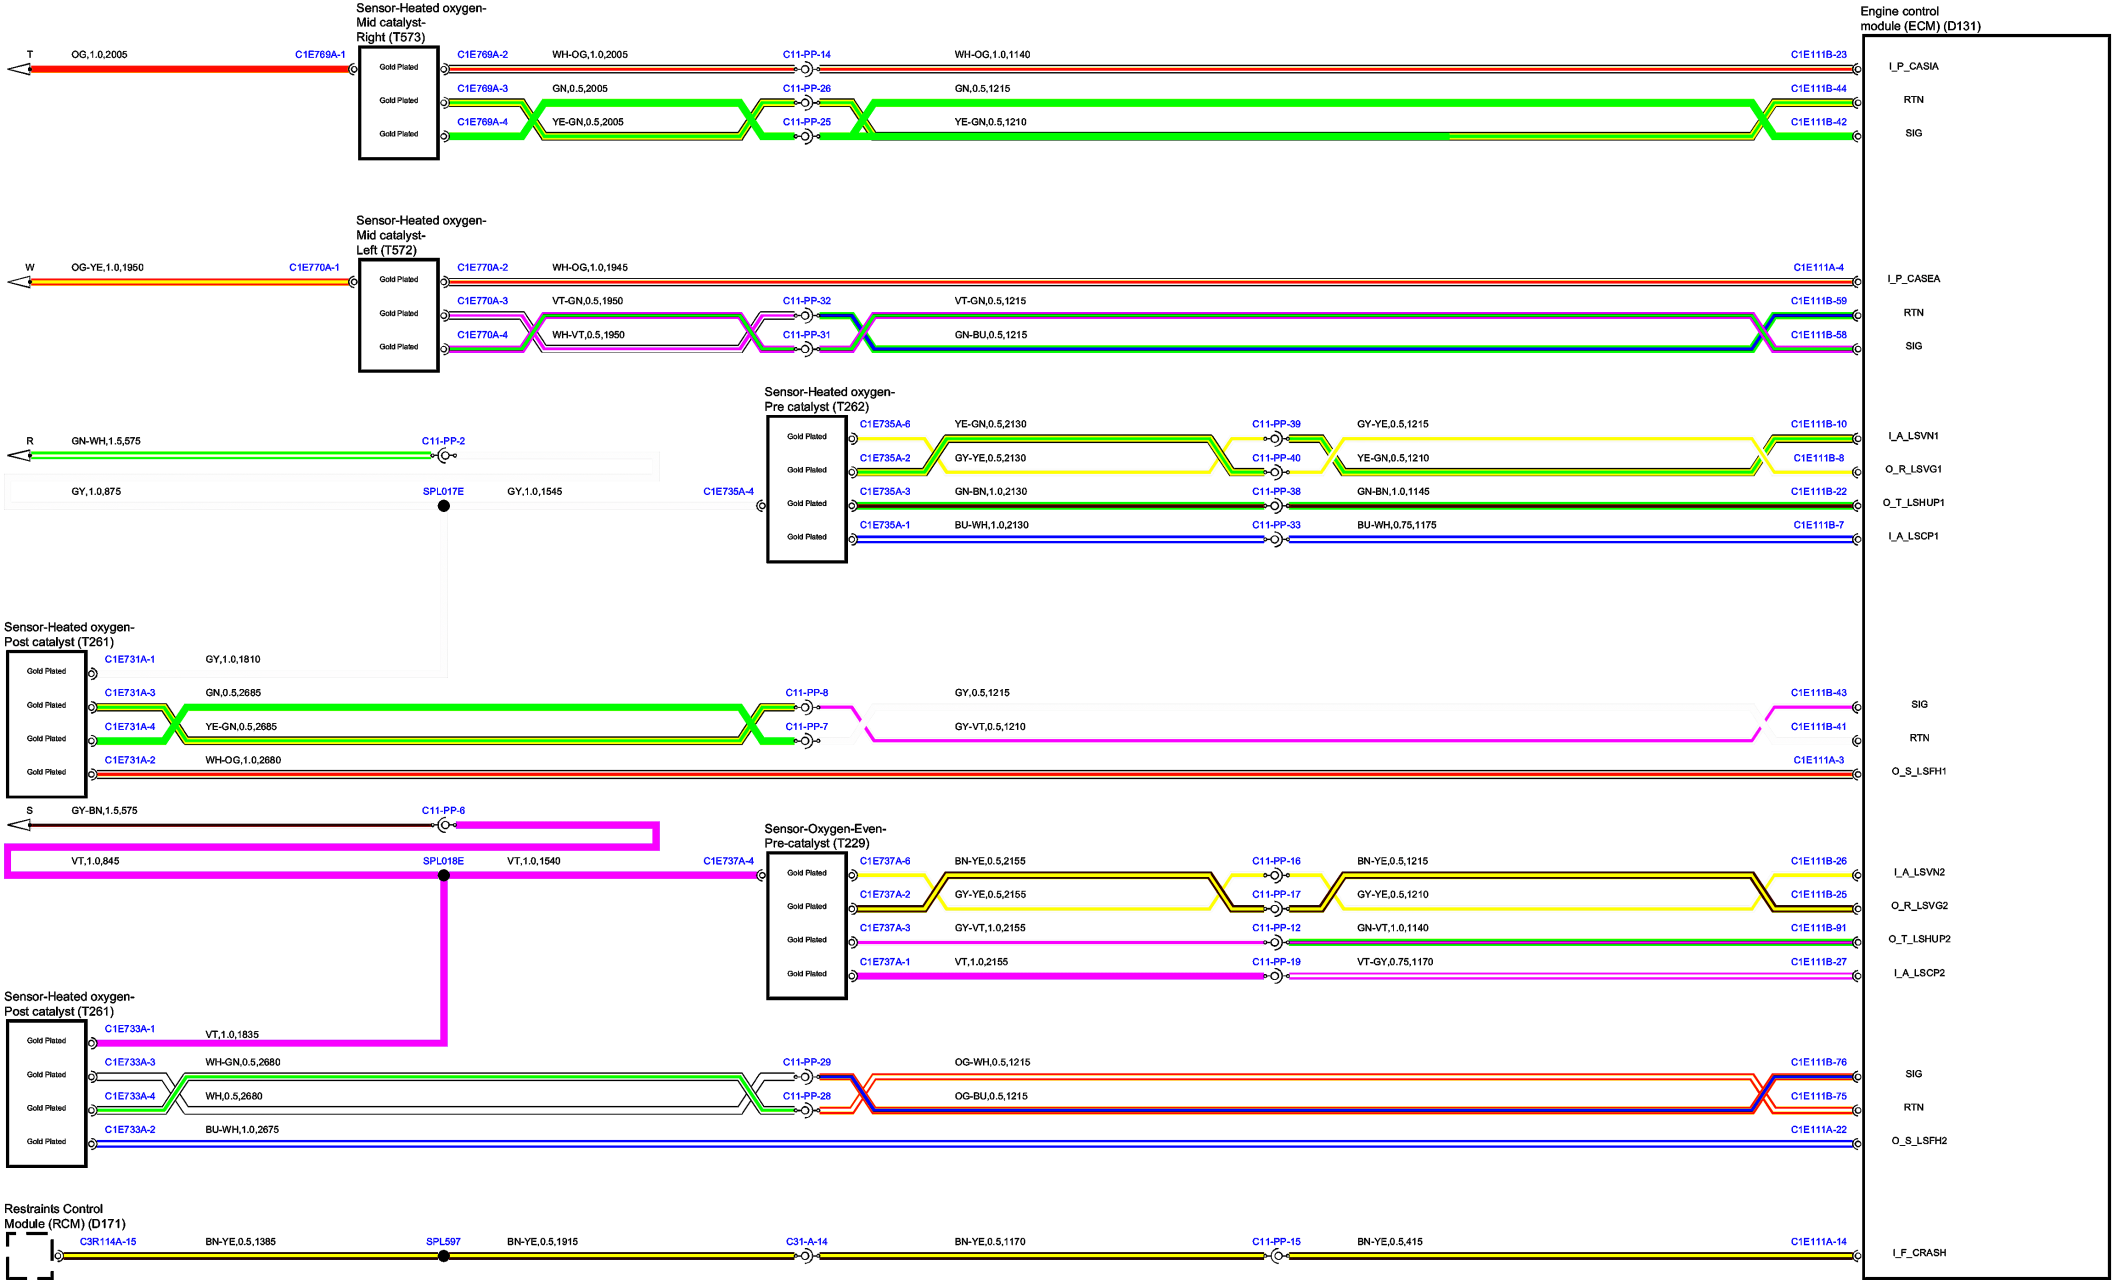 Sensor-Heated oxygen-
Mid catalyst-
Right (T573)
Engine control
module (ECM) (D131)
T OG,1.0,2005 C1E769A-1 Gold Plated C1E769A-2 WH-OG,1.0,2005 C11-PP-14 WH-OG,1.0,1140 C1E111B-23 I_P_CASIA
Gold Plated C1E769A-3 GN,0.5,2005 C11-PP-26 GN,0.5,1215 C1E111B-44 RTN
Gold Plated C1E769A-4 YE-GN,0.5,2005 C11-PP-25 YE-GN,0.5,1210 C1E111B-42 SIG
Sensor-Heated oxygen-
Mid catalyst-
Left (T572)
W OG-YE,1.0,1950 C1E770A-1 Gold Plated C1E770A-2 WH-OG,1.0,1945 C1E111A-4 I_P_CASEA
Gold Plated C1E770A-3 VT-GN,0.5,1950 C11-PP-32 VT-GN,0.5,1215 C1E111B-59 RTN
Gold Plated C1E770A-4 WH-VT,0.5,1950 C11-PP-31 GN-BU,0.5,1215 C1E111B-58 SIG
Sensor-Heated oxygen-
Pre catalyst (T262)
R GN-WH,1.5,575 C11-PP-2 Gold Plated C1E735A-6 YE-GN,0.5,2130 C11-PP-39 GY-YE,0.5,1215 C1E111B-10 I_A_LSVN1
Gold Plated C1E735A-2 GY-YE,0.5,2130 C11-PP-40 YE-GN,0.5,1210 C1E111B-8 O_R_LSVG1
GY,1.0,875 SPL017E GY,1.0,1545 C1E735A-4 Gold Plated C1E735A-3 GN-BN,1.0,2130 C11-PP-38 GN-BN,1.0,1145 C1E111B-22 O_T_LSHUP1
Gold Plated C1E735A-1 BU-WH,1.0,2130 C11-PP-33 BU-WH,0.75,1175 C1E111B-7 I_A_LSCP1
Sensor-Heated oxygen-
Post catalyst (T261)
Gold Plated C1E731A-1 GY,1.0,1810
Gold Plated C1E731A-3 GN,0.5,2685 C11-PP-8 GY,0.5,1215 C1E111B-43 SIG
Gold Plated C1E731A-4 YE-GN,0.5,2685 C11-PP-7 GY-VT,0.5,1210 C1E111B-41 RTN
Gold Plated C1E731A-2 WH-OG,1.0,2680 C1E111A-3 O_S_LSFH1
S GY-BN,1.5,575 C11-PP-6
Sensor-Oxygen-Even-
Pre-catalyst (T229)
VT,1.0,845 SPL018E VT,1.0,1540 C1E737A-4 Gold Plated C1E737A-6 BN-YE,0.5,2155 C11-PP-16 BN-YE,0.5,1215 C1E111B-26 I_A_LSVN2
Gold Plated C1E737A-2 GY-YE,0.5,2155 C11-PP-17 GY-YE,0.5,1210 C1E111B-25 O_R_LSVG2
Gold Plated C1E737A-3 GY-VT,1.0,2155 C11-PP-12 GN-VT,1.0,1140 C1E111B-91 O_T_LSHUP2
Gold Plated C1E737A-1 VT,1.0,2155 C11-PP-19 VT-GY,0.75,1170 C1E111B-27 I_A_LSCP2
Sensor-Heated oxygen-
Post catalyst (T261)
Gold Plated C1E733A-1 VT,1.0,1835
Gold Plated C1E733A-3 WH-GN,0.5,2680 C11-PP-29 OG-WH,0.5,1215 C1E111B-76 SIG
Gold Plated C1E733A-4 WH,0.5,2680 C11-PP-28 OG-BU,0.5,1215 C1E111B-75 RTN
Gold Plated C1E733A-2 BU-WH,1.0,2675 C1E111A-22 O_S_LSFH2
Restraints Control
Module (RCM) (D171)
C3R114A-15 BN-YE,0.5,1385 SPL597 BN-YE,0.5,1915 C31-A-14 BN-YE,0.5,1170 C11-PP-15 BN-YE,0.5,415 C1E111A-14 I_F_CRASH